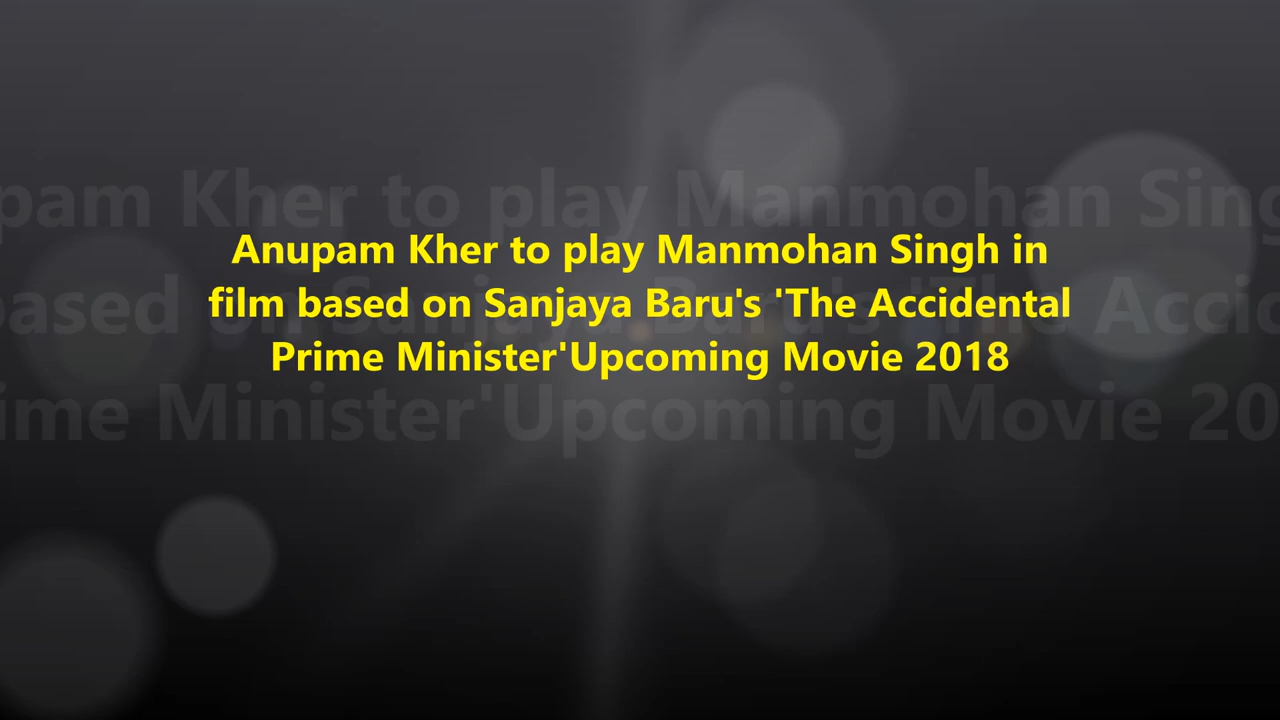 Anupam Kher to play Manmohan Singh in
film based on Sanjaya Baru's 'The Accidental
Prime Minister'Upcoming Movie 2018